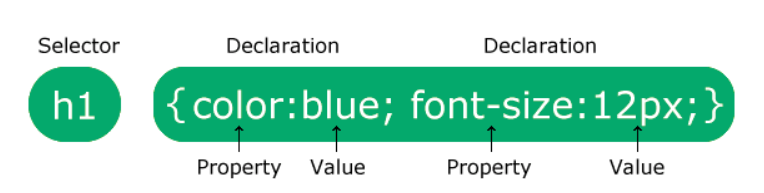 Selector Declaration Declaration
h1 {color:blue; font-size:12px;}
Property Value Property Value